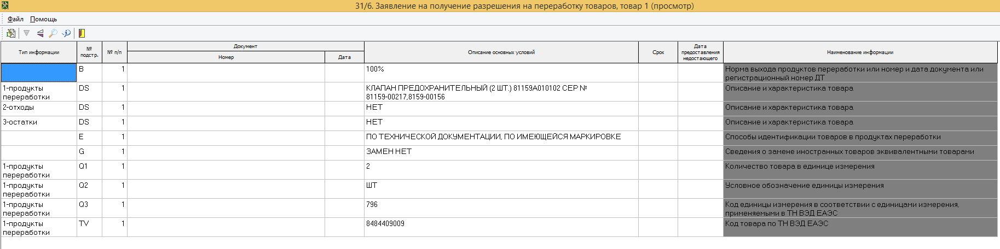 31/6. Заявление на получение разрешения на переработку товаров, товар 1 (просмотр)
Файл Помощь
Тип информации № подстр. № п/п Документ Номер Дата Описание основных условий Срок Дата предоставления недостающего Наименование информации
B 1 100% Норма выхода продуктов переработки или номер и дата документа или
регистрационный номер ДТ
1-продукты DS 1 КЛАПАН ПРЕДОХРАНИТЕЛЬНЫЙ (2 ШТ.) 81159А010102 СЕР № Описание и характеристика товара
переработки 81159-00217,8159-00156
2-отходы DS 1 НЕТ Описание и характеристика товара
3-остатки DS 1 НЕТ Описание и характеристика товара
E 1 ПО ТЕХНИЧЕСКОЙ ДОКУМЕНТАЦИИ, ПО ИМЕЮЩЕЙСЯ МАРКИРОВКЕ Способы идентификации товаров в продуктах переработки
G 1 ЗАМЕН НЕТ Сведения о замене иностранных товаров эквивалентными товарами
1-продукты Q1 1 2 Количество товара в единице измерения
переработки
1-продукты Q2 1 ШТ Условное обозначение единицы измерения
переработки
1-продукты Q3 1 796 Код единицы измерения в соответствии с единицами измерения,
переработки применяемыми в ТН ВЭД ЕАЭС
1-продукты TV 1 8484409009 Код товара по ТН ВЭД ЕАЭС
переработки